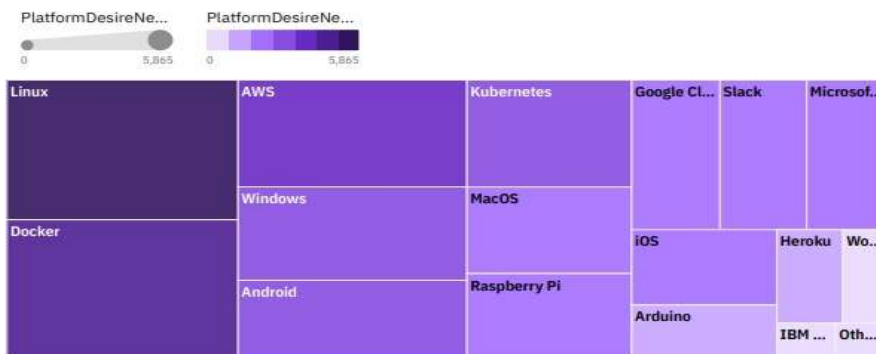 PlatformDesireNe... PlatformDesireNe...
0 5,865 0 5,865
Linux
AWS
Kubernetes
Google Cl...
Slack
Microsof...
Docker
Windows
MacOS
Android
Raspberry Pi
iOS
Heroku
Wo...
Arduino
IBM ...
Oth...